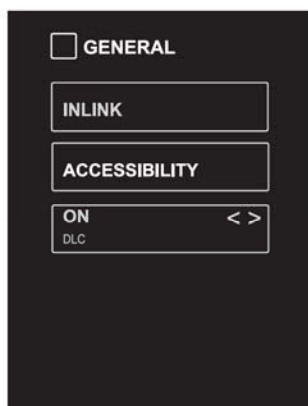 GENERAL
INLINK
ACCESSIBILITY
ON < >
DLC